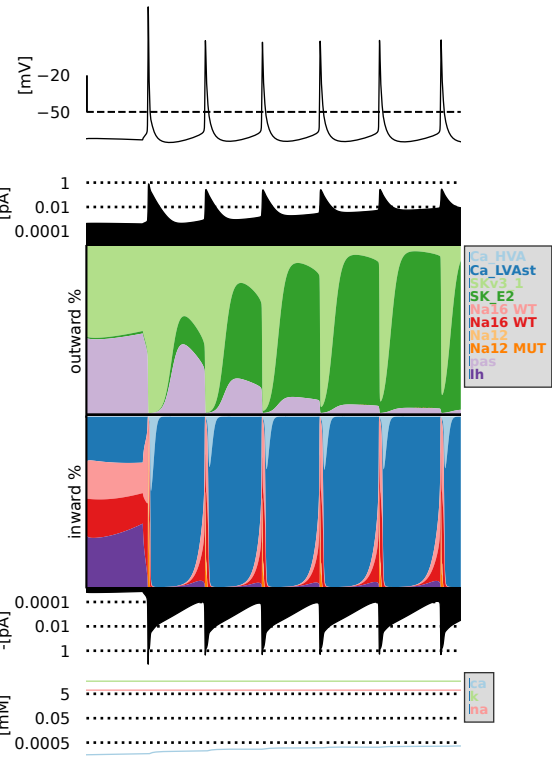 [mV]
−20
−50
[pA]
1
0.01
0.0001
outward %
Ca_HVA
Ca_LVAst
SKv3_1
SK_E2
Na16 WT
Na16 WT
Na12
Na12 MUT
pas
Ih
inward %
-[pA]
0.0001
0.01
1
[mM]
5
0.05
0.0005
ca
k
na